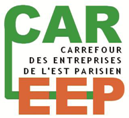 CAR
CARREFOUR
DES ENTREPRISES
DE L'EST PARISIEN
EEP